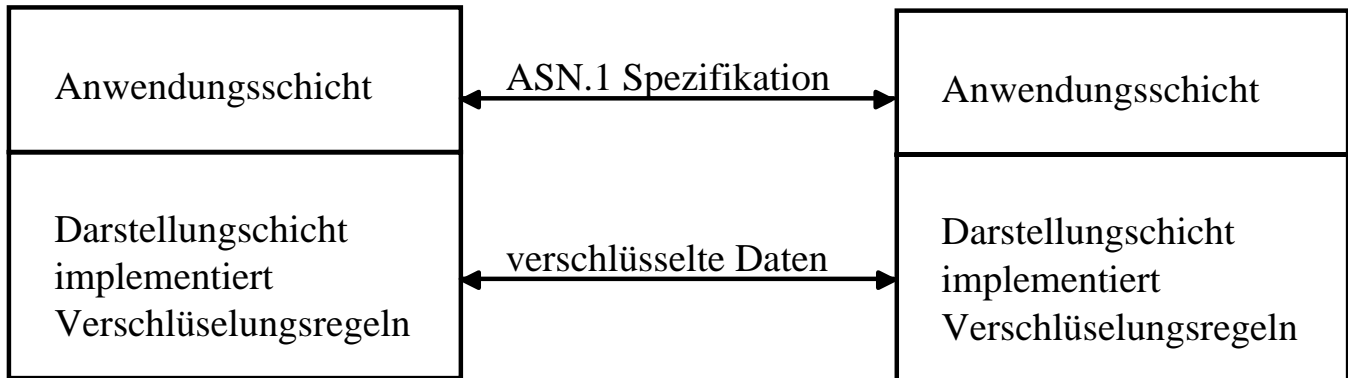 Anwendungsschicht
ASN.1 Spezifikation
Anwendungsschicht
Darstellungschicht
implementiert
Verschlüselungsregeln
verschlüsselte Daten
Darstellungschicht
implementiert
Verschlüselungsregeln